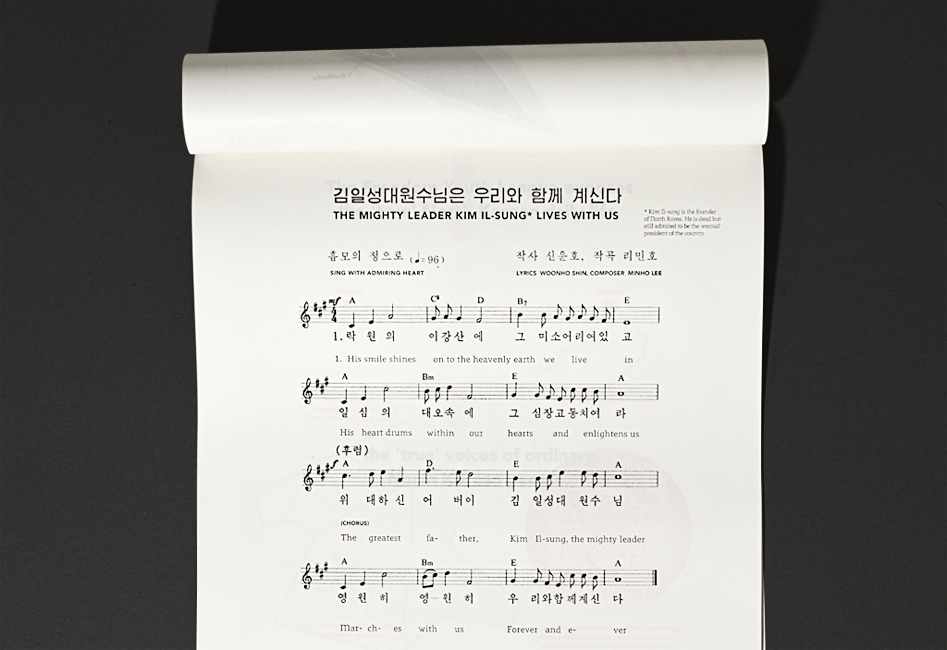 김일성대원수님은 우리와 함께 계신다
THE MIGHTY LEADER KIM IL-SUNG* LIVES WITH US
* Kim Il-sung is the founder
of North Korea. He is dead but
still admired to be the 'eternal'
president of the country.
흠모의 정으로 (♩= 96)
작사 신운호, 작곡 리민호
SING WITH ADMIRING HEART
LYRICS WOONHO SHIN, COMPOSER MINHO LEE
mf A C# D B7 E
4
4
1. 락 원 의 이강산 에 그 미소어리여있 고
1. His smile shines on to the heavenly earth we live in
A Bm E A
일 심 의 대오속 에 그 심장고동치여 라
His heart drums within our hearts and enlightens us
(후렴)
f A D E A
위 대하 신 어 버이 김 일성대 원수 님
(CHORUS)
The greatest fa- ther, Kim Il-sung, the mighty leader
A Bm E A
영 원 히 영 원 히 우 리와함께계신 다
Mar- ch- es with us Forever and e- ver
the 'true' voices of ordinary